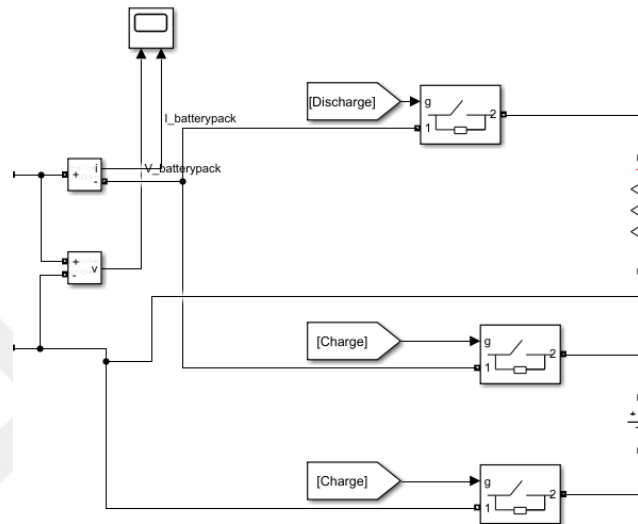 [Discharge]
g
2
1
I_batterypack
V_batterypack
i
+
-
+
-
v
[Charge]
g
2
1
[Charge]
g
2
1
+